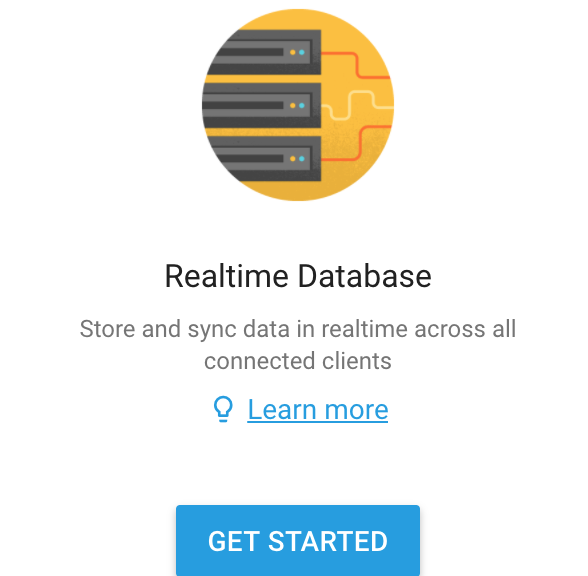 Realtime Database
Store and sync data in realtime across all
connected clients
Learn more
GET STARTED